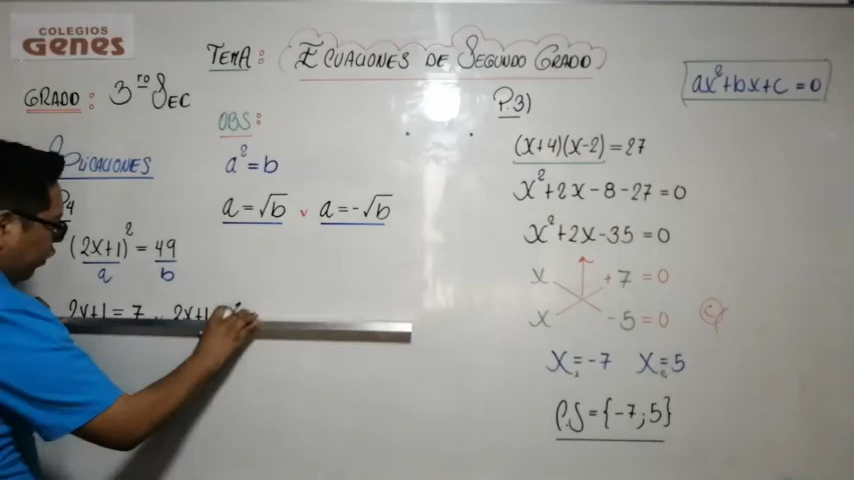 COLEGIOS
Genes
TEMA: ECUACIONES DE SEGUNDO GRADO
GRADO: 3ro SEC
ax²+bx+c=0
OBS:
a²=b
a=√b v a=-√b
APLICACIONES
P4
(2x+1)² = 49
a b
2x+1=7 2x+1
P.3)
(x+4)(x-2)=27
x²+2x-8-27=0
x²+2x-35=0
x +7=0
x -5=0
x₁=-7 x₂=5
C.S={-7;5}